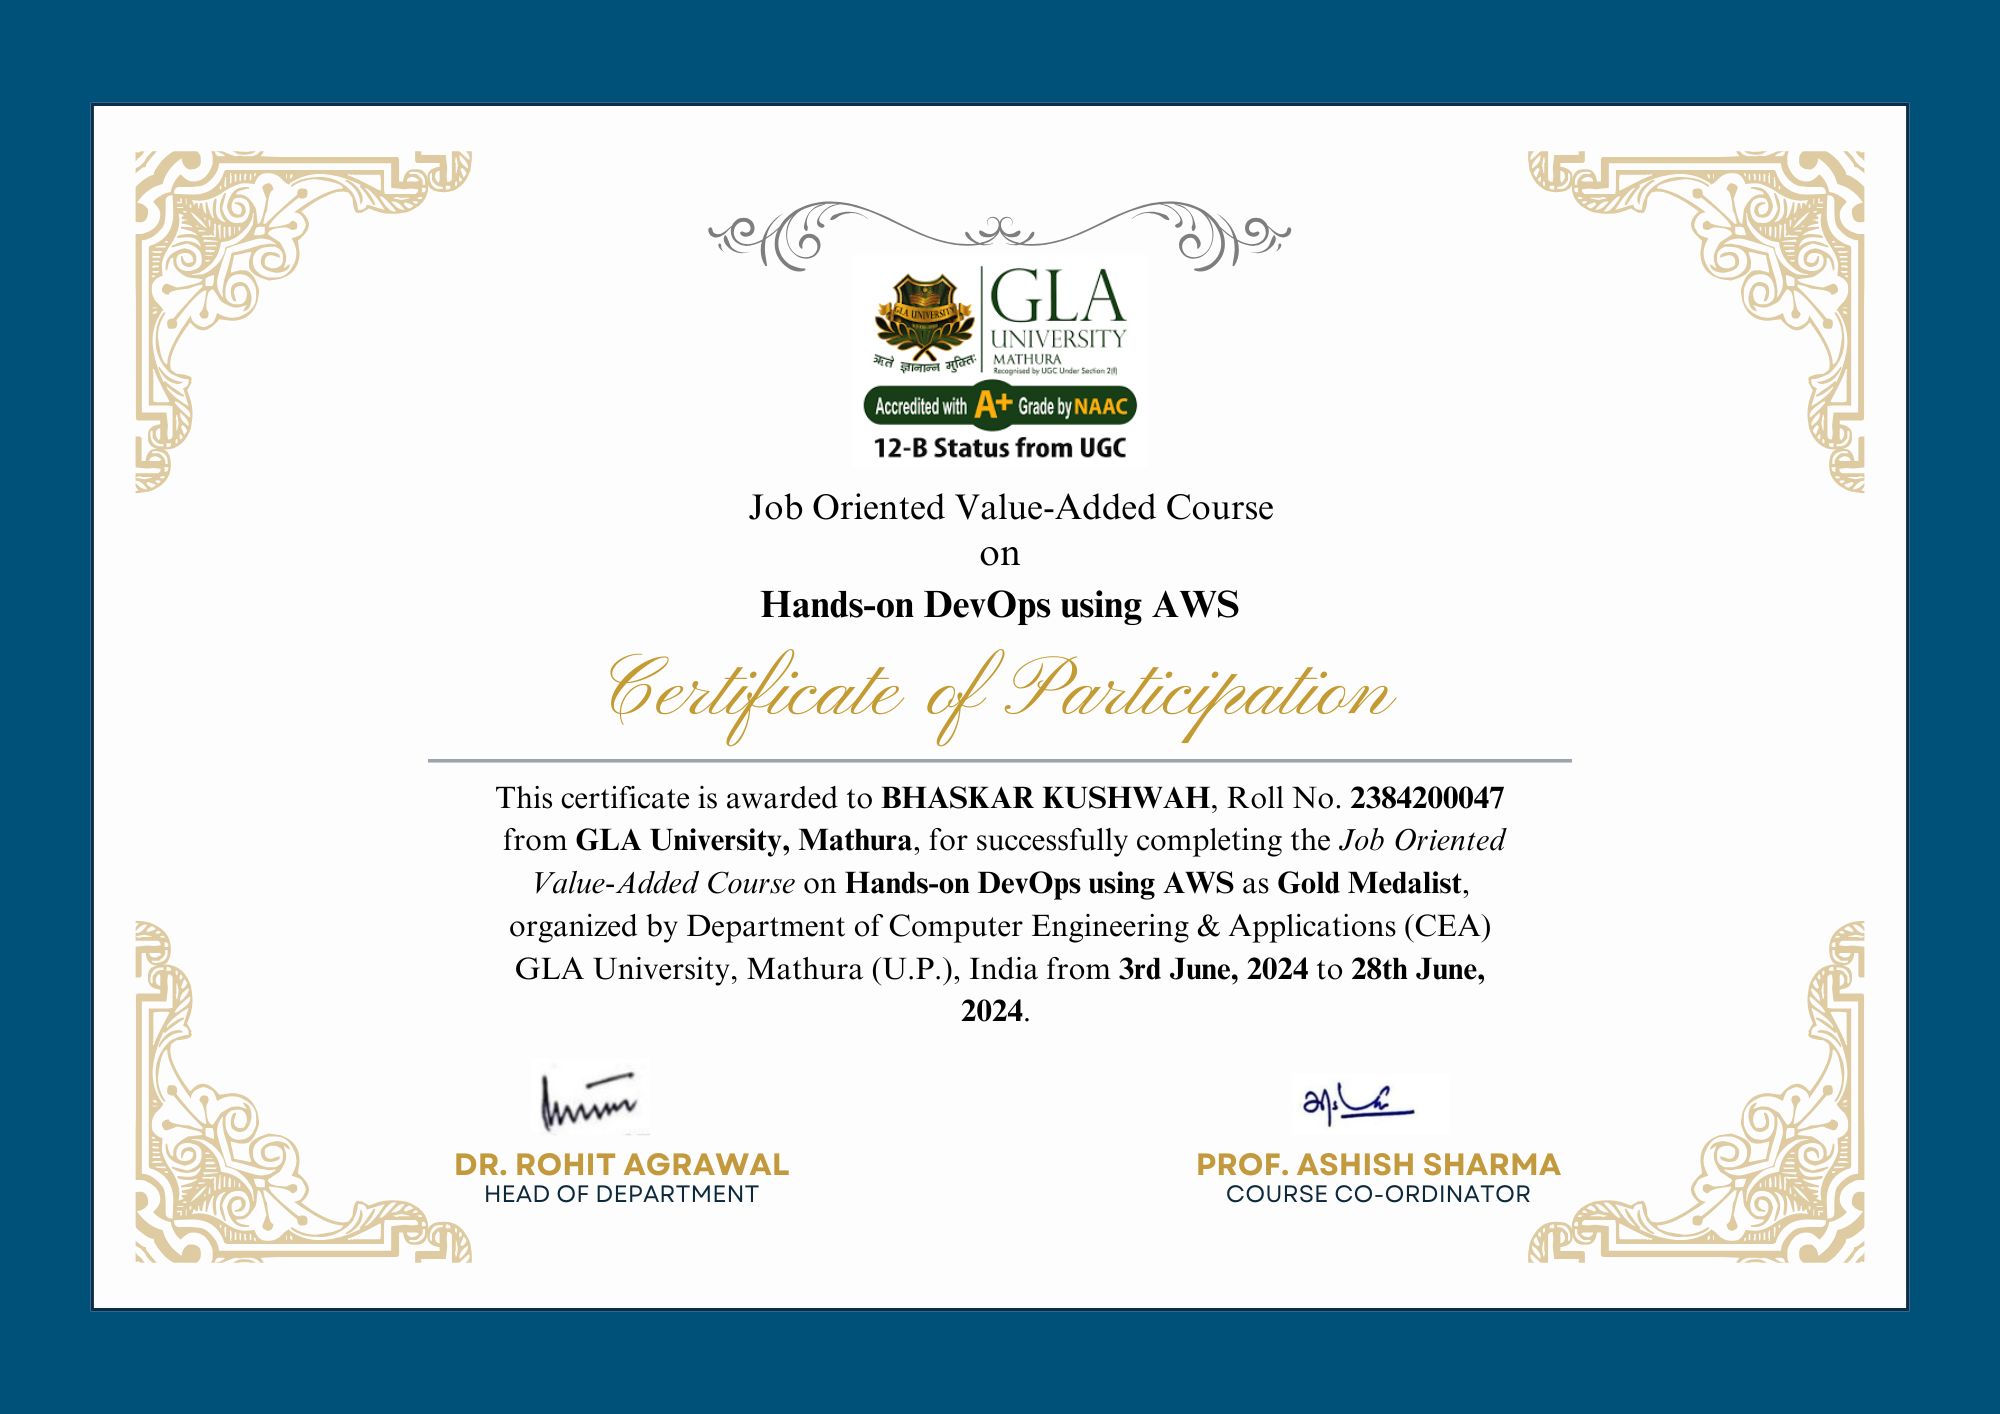 GLA UNIVERSITY
ऋते ज्ञानान्न मुक्तिः
GLA
UNIVERSITY
MATHURA
Recognised by UGC Under Section 2(f)
Accredited with A+ Grade by NAAC
12-B Status from UGC
Job Oriented Value-Added Course
on
Hands-on DevOps using AWS
Certificate of Participation
This certificate is awarded to BHASKAR KUSHWAH, Roll No. 2384200047
from GLA University, Mathura, for successfully completing the Job Oriented
Value-Added Course on Hands-on DevOps using AWS as Gold Medalist,
organized by Department of Computer Engineering & Applications (CEA)
GLA University, Mathura (U.P.), India from 3rd June, 2024 to 28th June,
2024.
DR. ROHIT AGRAWAL
HEAD OF DEPARTMENT
PROF. ASHISH SHARMA
COURSE CO-ORDINATOR